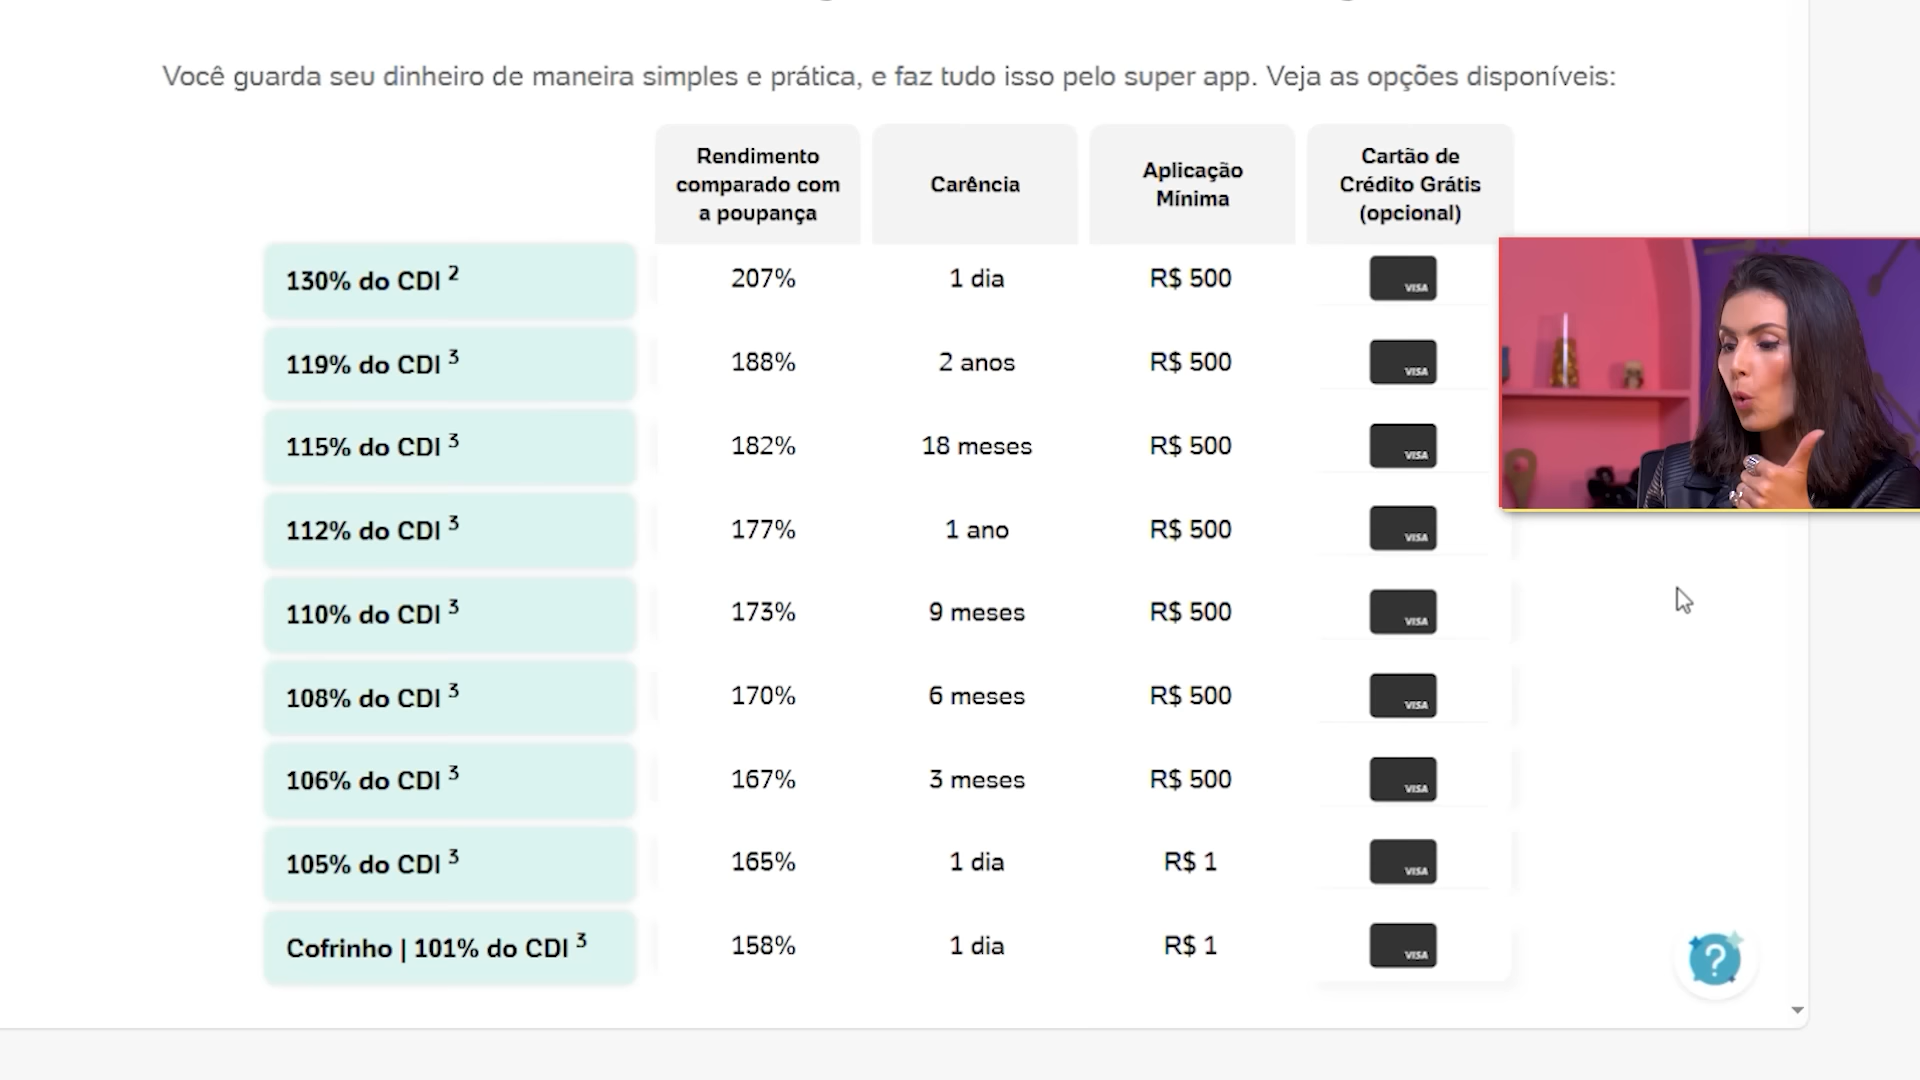 Você guarda seu dinheiro de maneira simples e prática, e faz tudo isso pelo super app. Veja as opções disponíveis:
Rendimento comparado com a poupança
Carência
Aplicação Mínima
Cartão de Crédito Grátis (opcional)
130% do CDI 2 207% 1 dia R$ 500 VISA
119% do CDI 3 188% 2 anos R$ 500 VISA
115% do CDI 3 182% 18 meses R$ 500 VISA
112% do CDI 3 177% 1 ano R$ 500 VISA
110% do CDI 3 173% 9 meses R$ 500 VISA
108% do CDI 3 170% 6 meses R$ 500 VISA
106% do CDI 3 167% 3 meses R$ 500 VISA
105% do CDI 3 165% 1 dia R$ 1 VISA
Cofrinho | 101% do CDI 3 158% 1 dia R$ 1 VISA
?